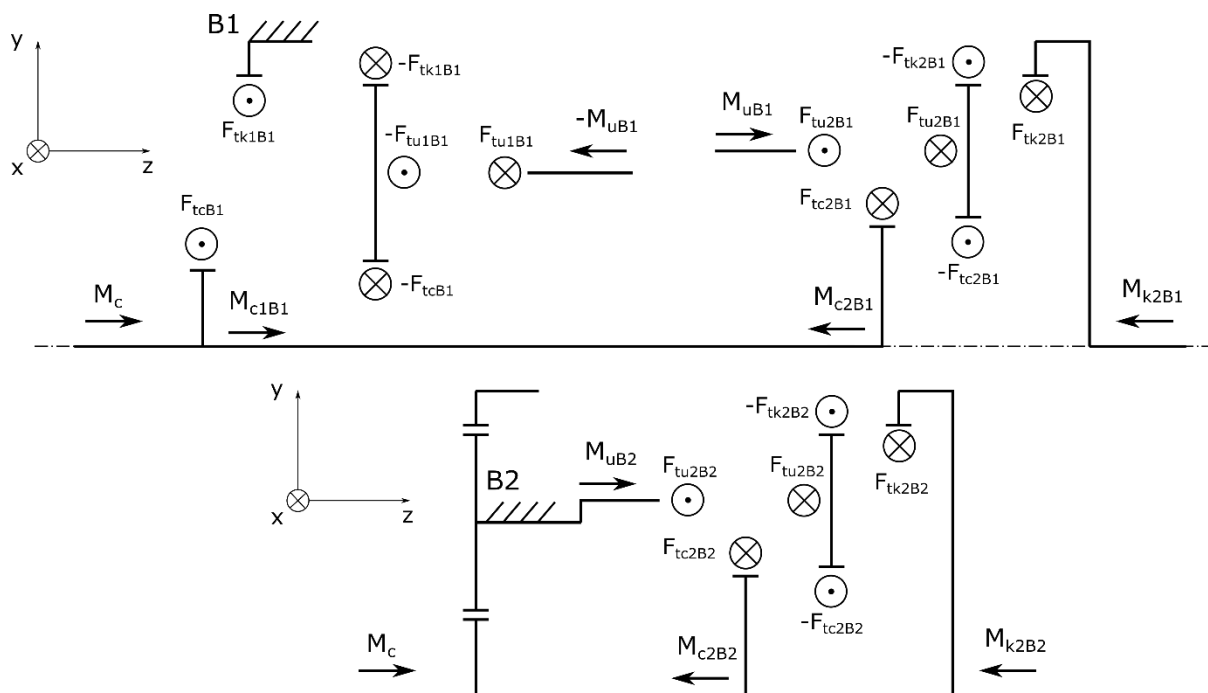 B1
y
x
z
F_tk1B1
-F_tk1B1
-F_tu1B1
F_tu1B1
-M_uB1
M_uB1
F_tu2B1
F_tu2B1
-F_tk2B1
F_tk2B1
F_tcB1
-F_tcB1
F_tc2B1
-F_tc2B1
M_c
M_c1B1
M_c2B1
M_k2B1
y
x
z
B2
M_uB2
F_tu2B2
F_tu2B2
-F_tk2B2
F_tk2B2
F_tc2B2
-F_tc2B2
M_c
M_c2B2
M_k2B2